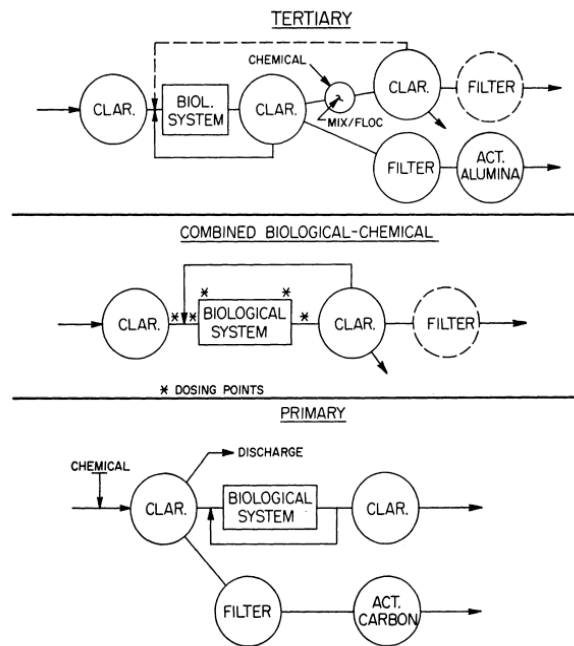 TERTIARY
CHEMICAL
CLAR.
BIOL.
SYSTEM
CLAR.
CLAR.
FILTER
MIX/FLOC
FILTER
ACT.
ALUMINA
COMBINED BIOLOGICAL-CHEMICAL
CLAR.
* * * BIOLOGICAL
SYSTEM
* *
CLAR.
FILTER
* DOSING POINTS
PRIMARY
CHEMICAL
DISCHARGE
CLAR.
BIOLOGICAL
SYSTEM
CLAR.
FILTER
ACT.
CARBON